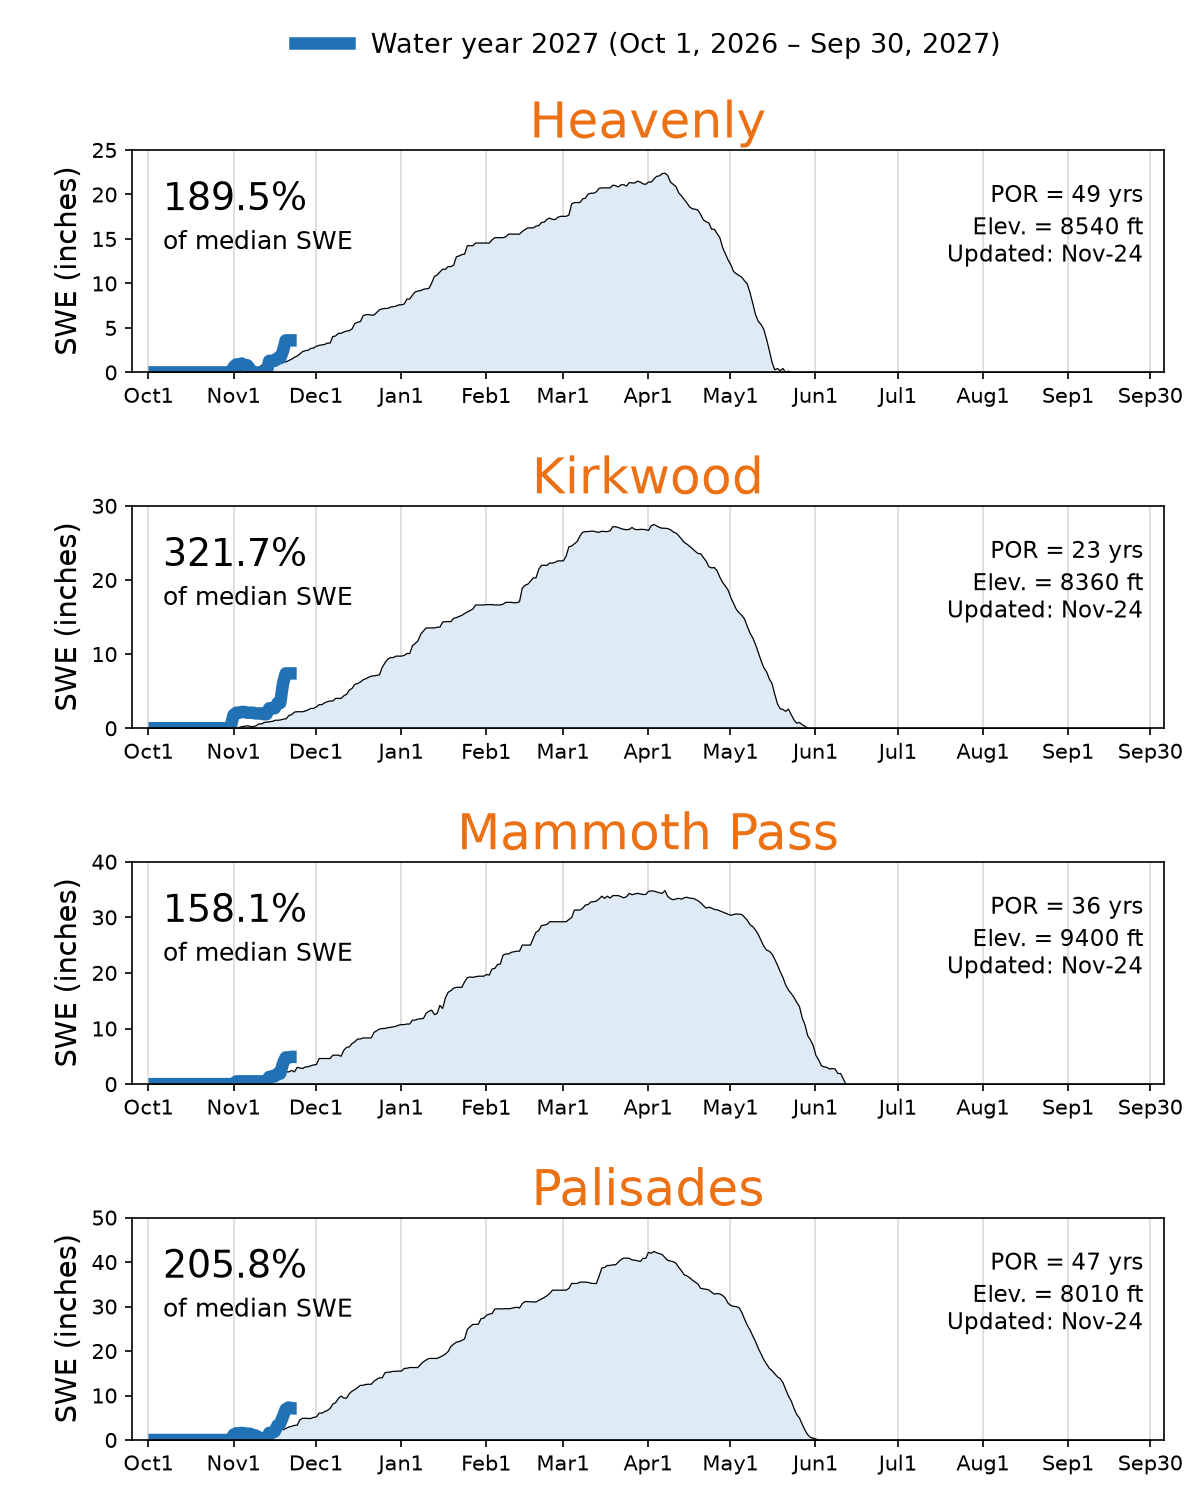 Water year 2027 (Oct 1, 2026 – Sep 30, 2027)
Heavenly
SWE (inches)
25
20
15
10
5
0
189.5%
of median SWE
POR = 49 yrs
Elev. = 8540 ft
Updated: Nov-24
Oct1 Nov1 Dec1 Jan1 Feb1 Mar1 Apr1 May1 Jun1 Jul1 Aug1 Sep1 Sep30
Kirkwood
SWE (inches)
30
20
10
0
321.7%
of median SWE
POR = 23 yrs
Elev. = 8360 ft
Updated: Nov-24
Oct1 Nov1 Dec1 Jan1 Feb1 Mar1 Apr1 May1 Jun1 Jul1 Aug1 Sep1 Sep30
Mammoth Pass
SWE (inches)
40
30
20
10
0
158.1%
of median SWE
POR = 36 yrs
Elev. = 9400 ft
Updated: Nov-24
Oct1 Nov1 Dec1 Jan1 Feb1 Mar1 Apr1 May1 Jun1 Jul1 Aug1 Sep1 Sep30
Palisades
SWE (inches)
50
40
30
20
10
0
205.8%
of median SWE
POR = 47 yrs
Elev. = 8010 ft
Updated: Nov-24
Oct1 Nov1 Dec1 Jan1 Feb1 Mar1 Apr1 May1 Jun1 Jul1 Aug1 Sep1 Sep30